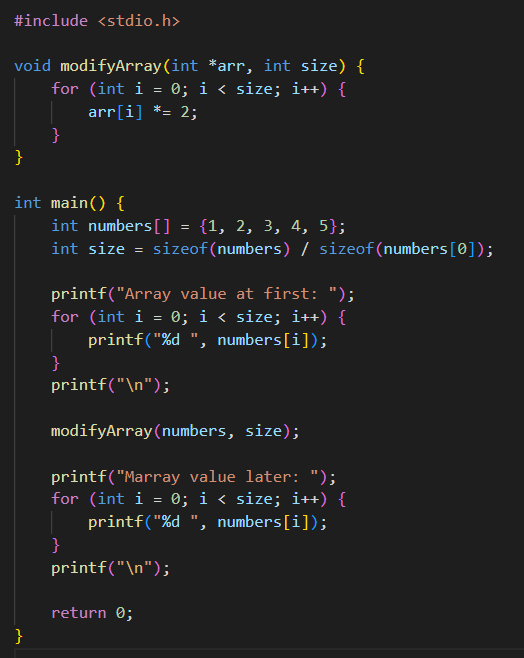 #include <stdio.h>
void modifyArray(int *arr, int size) {
    for (int i = 0; i < size; i++) {
        arr[i] *= 2;
    }
}
int main() {
    int numbers[] = {1, 2, 3, 4, 5};
    int size = sizeof(numbers) / sizeof(numbers[0]);
    printf("Array value at first: ");
    for (int i = 0; i < size; i++) {
        printf("%d ", numbers[i]);
    }
    printf("\n");
    modifyArray(numbers, size);
    printf("Marray value later: ");
    for (int i = 0; i < size; i++) {
        printf("%d ", numbers[i]);
    }
    printf("\n");
    return 0;
}